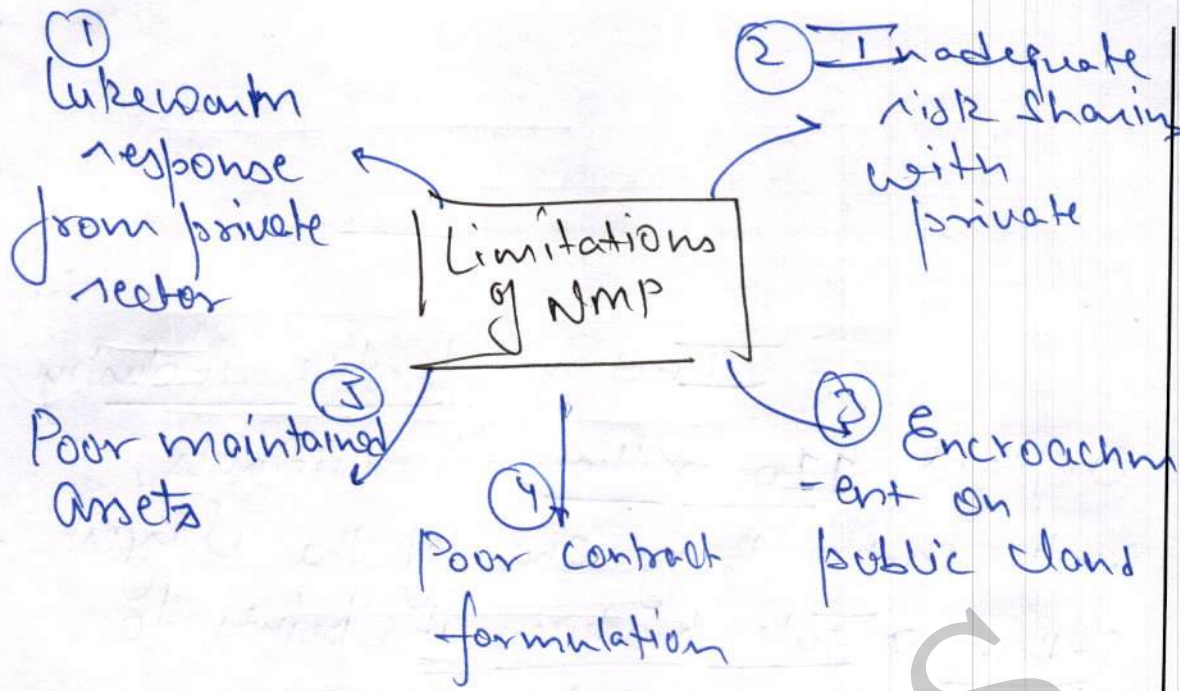 1
Lukewarm
response
from private
sector
2 Inadequate
risk sharing
with
private
Limitations
of NMP
3 Encroachm
-ent on
public land
4
Poor contract
formulation
5
Poor maintained
assets